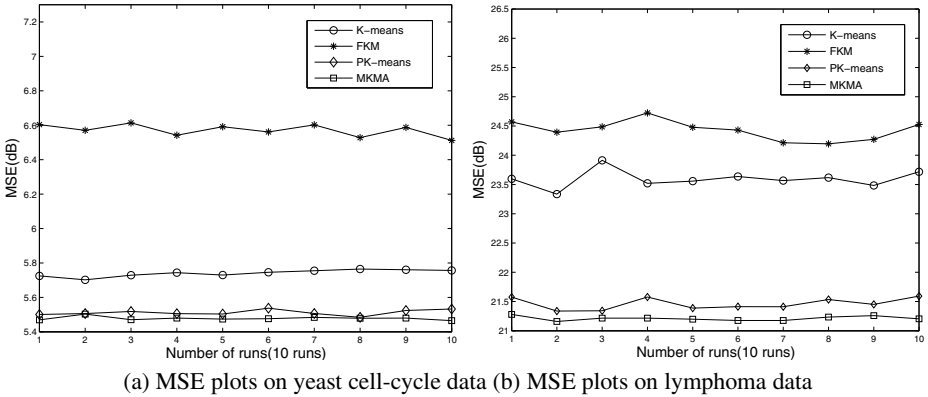 7.2
7
6.8
6.6
6.4
6.2
6
5.8
5.6
5.4
MSE(dB)
1 2 3 4 5 6 7 8 9 10
Number of runs(10 runs)
K-means
FKM
PK-means
MKMA
26.5
26
25.5
25
24.5
24
23.5
23
22.5
22
21.5
21
MSE(dB)
1 2 3 4 5 6 7 8 9 10
Number of runs(10 runs)
K-means
FKM
PK-means
MKMA
(a) MSE plots on yeast cell-cycle data (b) MSE plots on lymphoma data